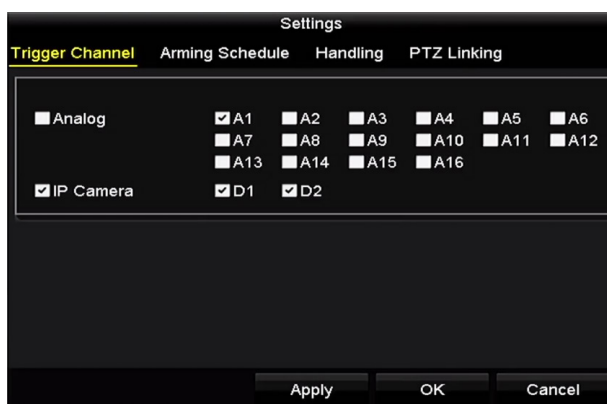 Settings
Trigger Channel Arming Schedule Handling PTZ Linking
Analog A1 A2 A3 A4 A5 A6
A7 A8 A9 A10 A11 A12
A13 A14 A15 A16
IP Camera D1 D2
Apply OK Cancel